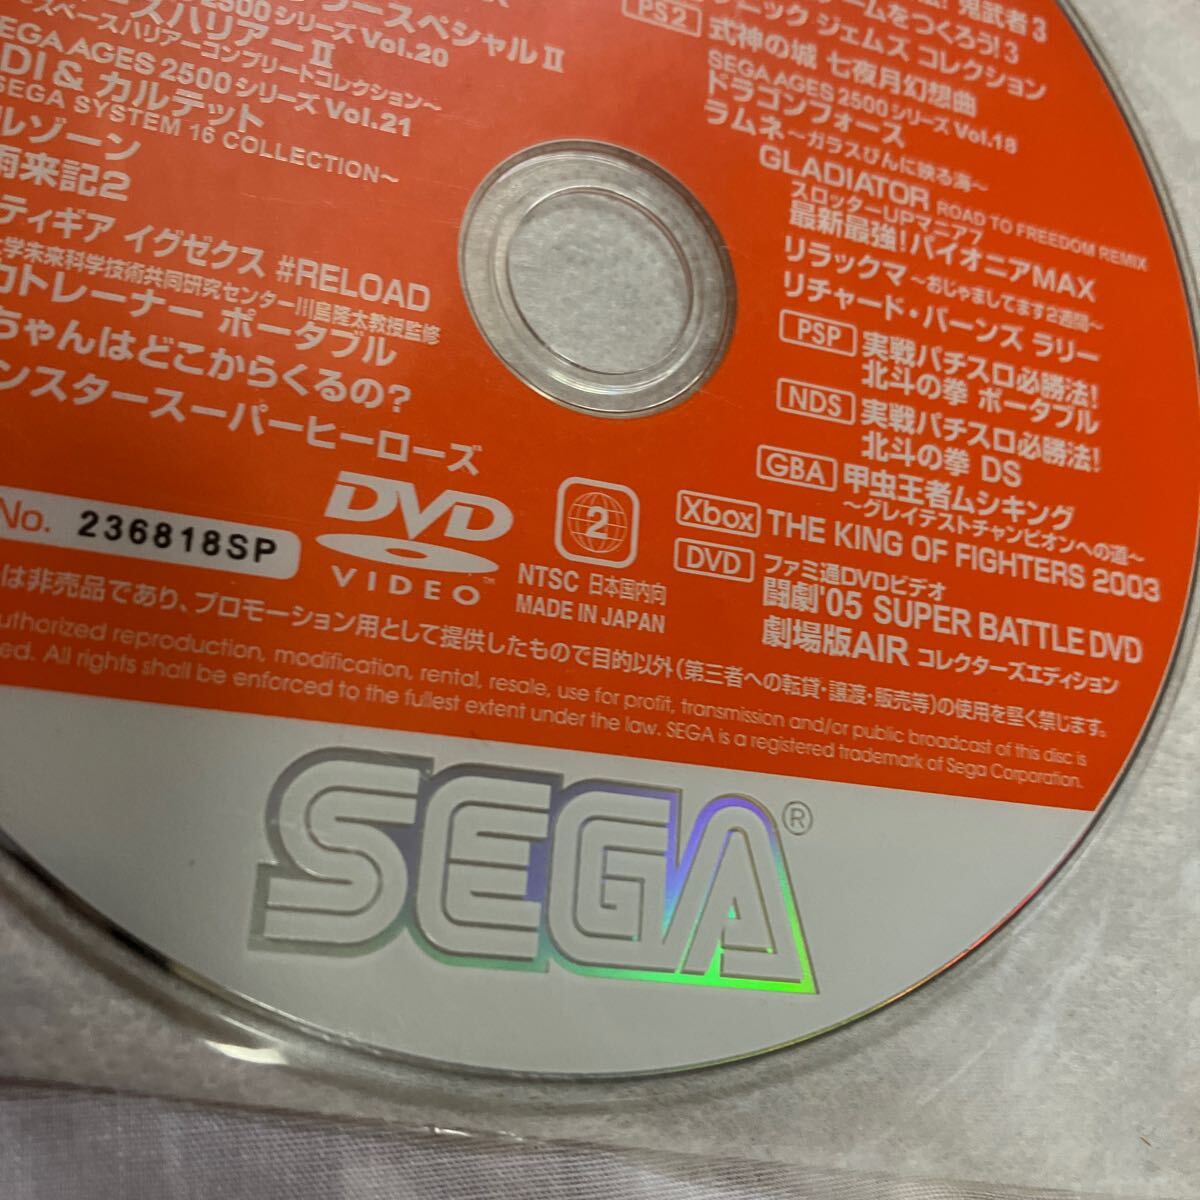 2500シリーズ Vol.20
ースペシャルⅡ
スハリアーⅡ
スペースハリアーコンプリートコレクション～
SEGA AGES 2500シリーズ Vol.21
DI & カルテット
SEGA SYSTEM 16 COLLECTION～
ルゾーン
雨来記2
ティギア イグゼクス #RELOAD
学未来科学技術共同研究センター川島隆太教授監修
力トレーナー ポータブル
ちゃんはどこからくるの?
ンスタースーパーヒーローズ
No. 236818SP
DVD
VIDEO
™
2
NTSC 日本国内向
MADE IN JAPAN
鬼武者3
ームをつくろう!3
PS2
ニック ジェムズ コレクション
式神の城 七夜月幻想曲
SEGA AGES 2500シリーズ Vol.18
ドラゴンフォース
ラムネ～ガラスびんに映る海～
GLADIATOR ROAD TO FREEDOM REMIX
スロッターUPマニア7
最新最強!パイオニアMAX
リラックマ ～おじゃましてます2週間～
リチャード・バーンズ ラリー
PSP 実戦パチスロ必勝法!
北斗の拳 ポータブル
NDS 実戦パチスロ必勝法!
北斗の拳 DS
GBA 甲虫王者ムシキング
～グレイテストチャンピオンへの道～
Xbox THE KING OF FIGHTERS 2003
DVD ファミ通DVDビデオ
闘劇'05 SUPER BATTLE DVD
劇場版AIR コレクターズエディション
は非売品であり、プロモーション用として提供したもので目的以外(第三者への転貸・譲渡・販売等)の使用を堅く禁じます。
authorized reproduction, modification, rental, resale, use for profit, transmission and/or public broadcast of this disc is
ed. All rights shall be enforced to the fullest extent under the law. SEGA is a registered trademark of Sega Corporation.
SEGA®